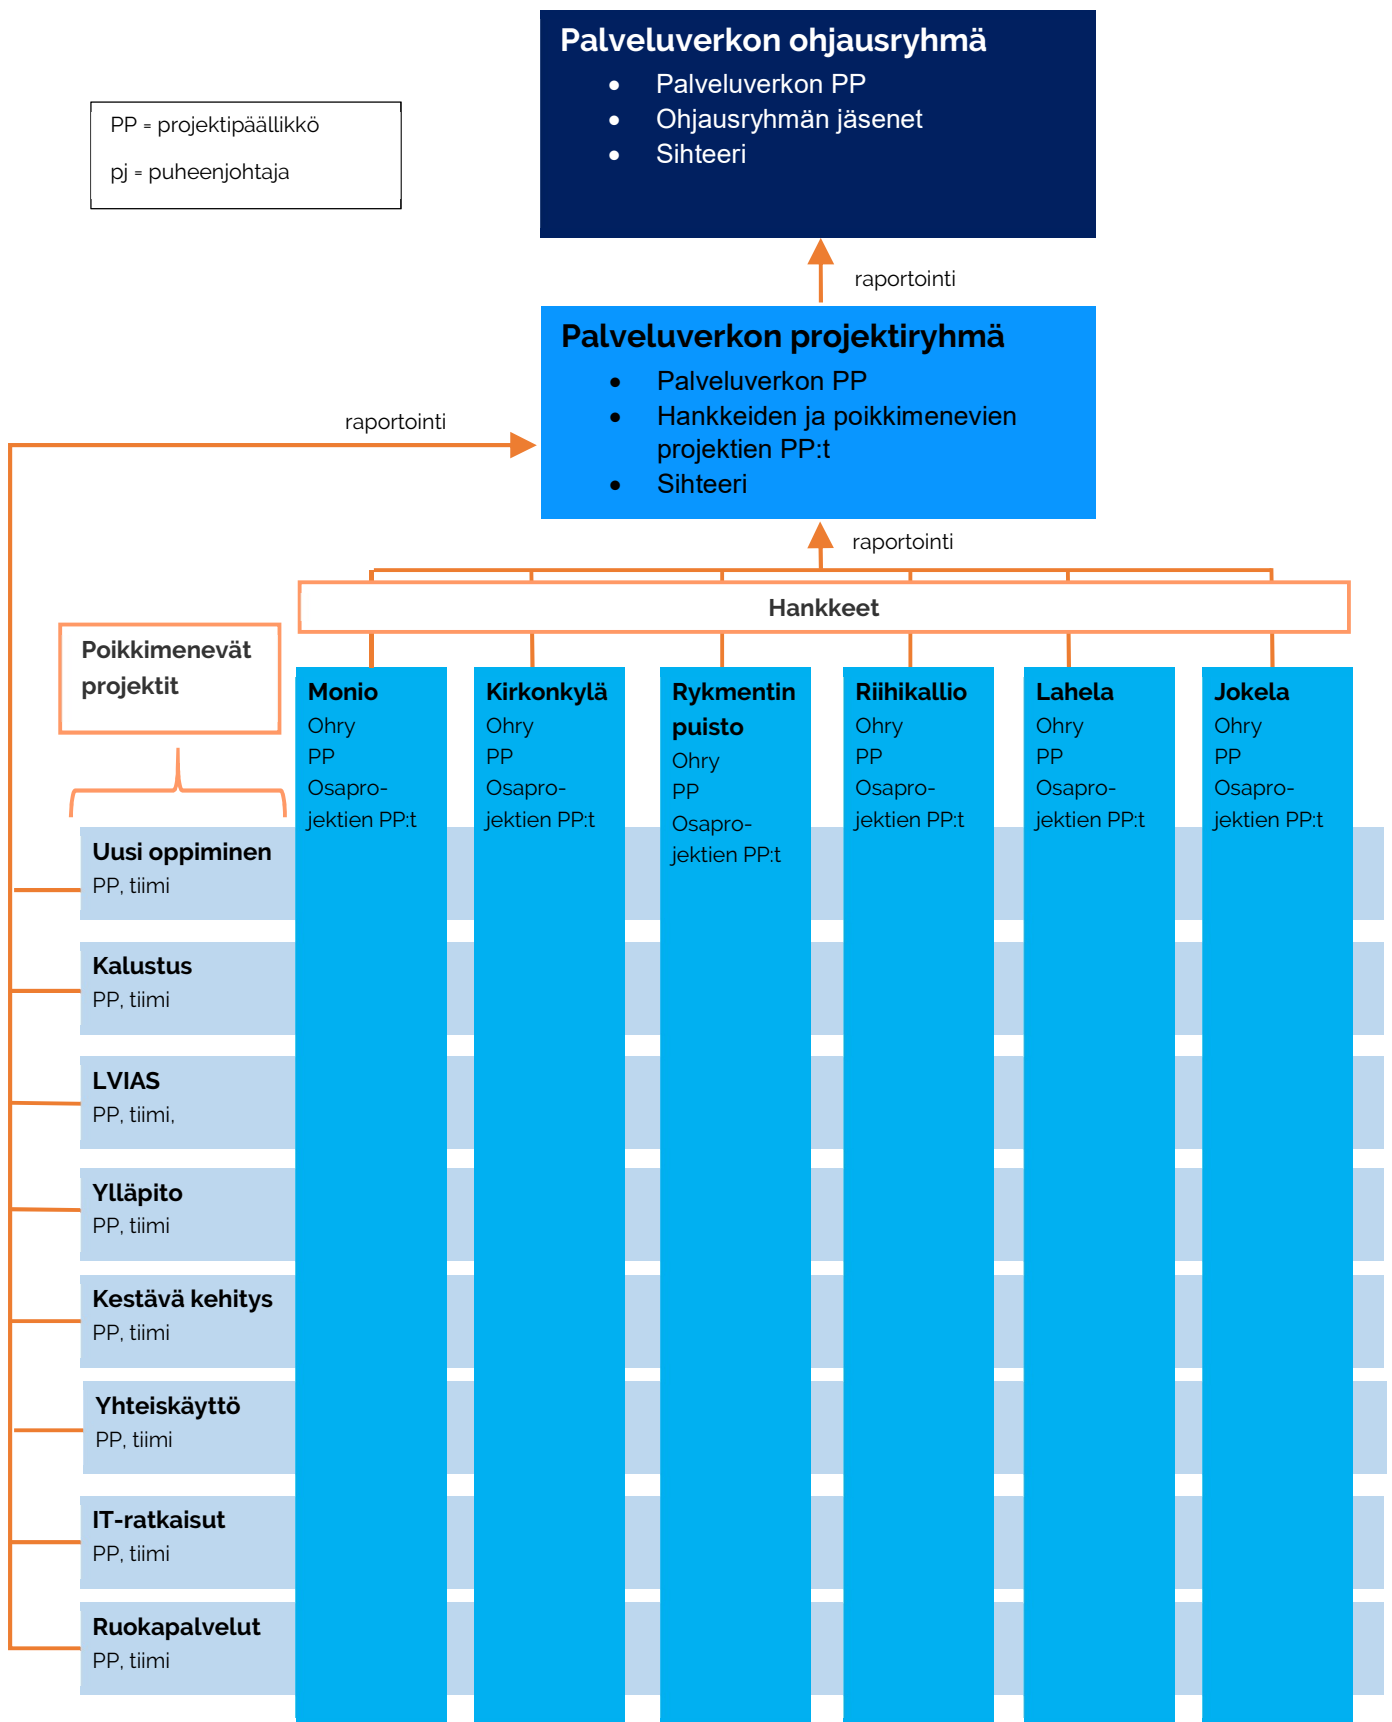 Palveluverkon ohjausryhmä
• Palveluverkon PP
• Ohjausryhmän jäsenet
• Sihteeri
PP = projektipäällikkö
pj = puheenjohtaja
raportointi
Palveluverkon projektiryhmä
• Palveluverkon PP
• Hankkeiden ja poikkimenevien
projektien PP:t
• Sihteeri
raportointi
raportointi
Hankkeet
Poikkimenevät
projektit
Monio
Ohry
PP
Osapro-
jektien PP:t
Kirkonkylä
Ohry
PP
Osapro-
jektien PP:t
Rykmentin
puisto
Ohry
PP
Osapro-
jektien PP:t
Riihikallio
Ohry
PP
Osapro-
jektien PP:t
Lahela
Ohry
PP
Osapro-
jektien PP:t
Jokela
Ohry
PP
Osapro-
jektien PP:t
Uusi oppiminen
PP, tiimi
Kalustus
PP, tiimi
LVIAS
PP, tiimi,
Ylläpito
PP, tiimi
Kestävä kehitys
PP, tiimi
Yhteiskäyttö
PP, tiimi
IT-ratkaisut
PP, tiimi
Ruokapalvelut
PP, tiimi